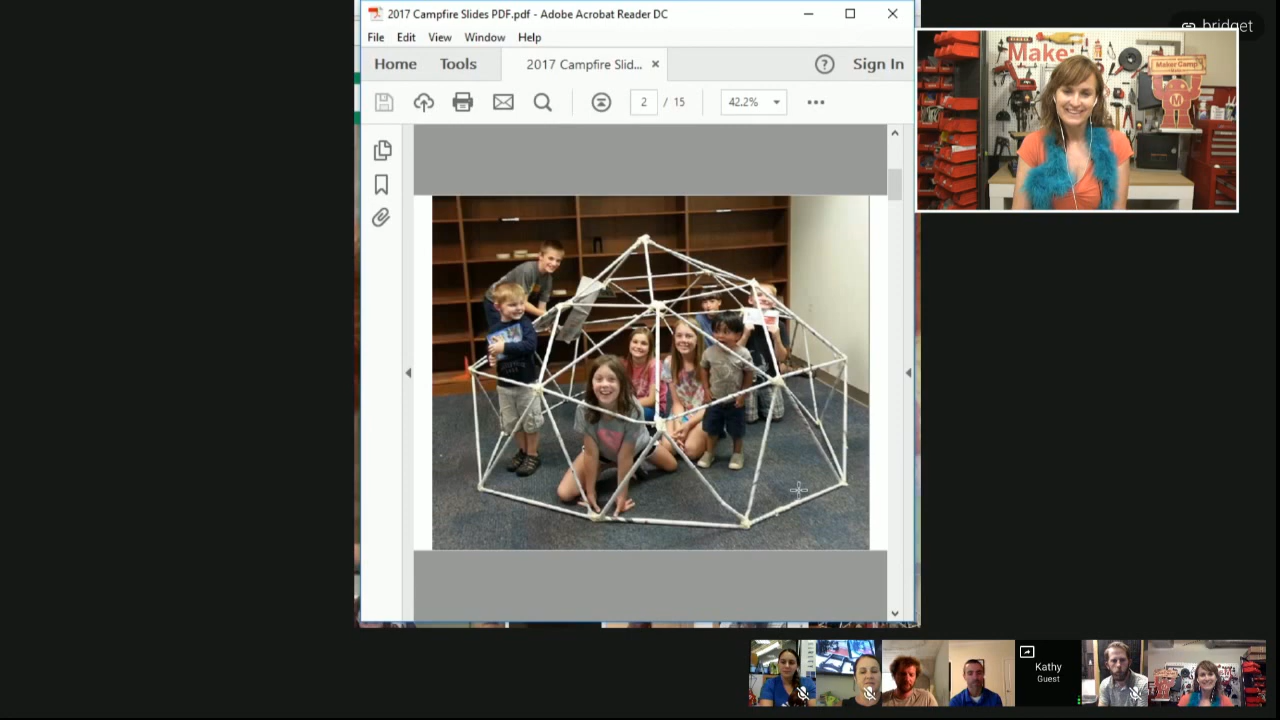 2017 Campfire Slides PDF.pdf - Adobe Acrobat Reader DC
File Edit View Window Help
Home Tools 2017 Campfire Slid... × ? Sign In
2 / 15 42.2%
bridget
Make:
Maker Camp
M
Kathy
Guest